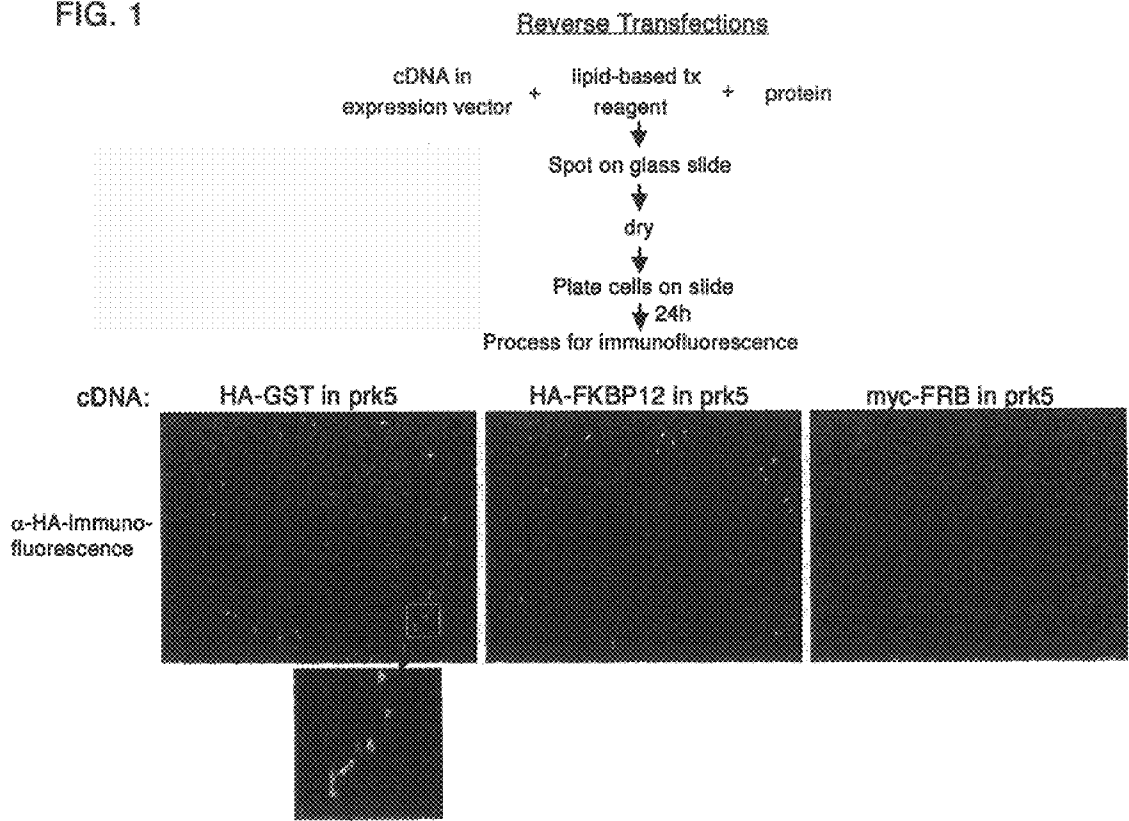 FIG. 1
Reverse Transfections
cDNA in expression vector + lipid-based tx reagent + protein
Spot on glass slide
dry
Plate cells on slide
24h
Process for immunofluorescence
cDNA: HA-GST in prk5 HA-FKBP12 in prk5 myc-FRB in prk5
α-HA-immuno-
fluorescence